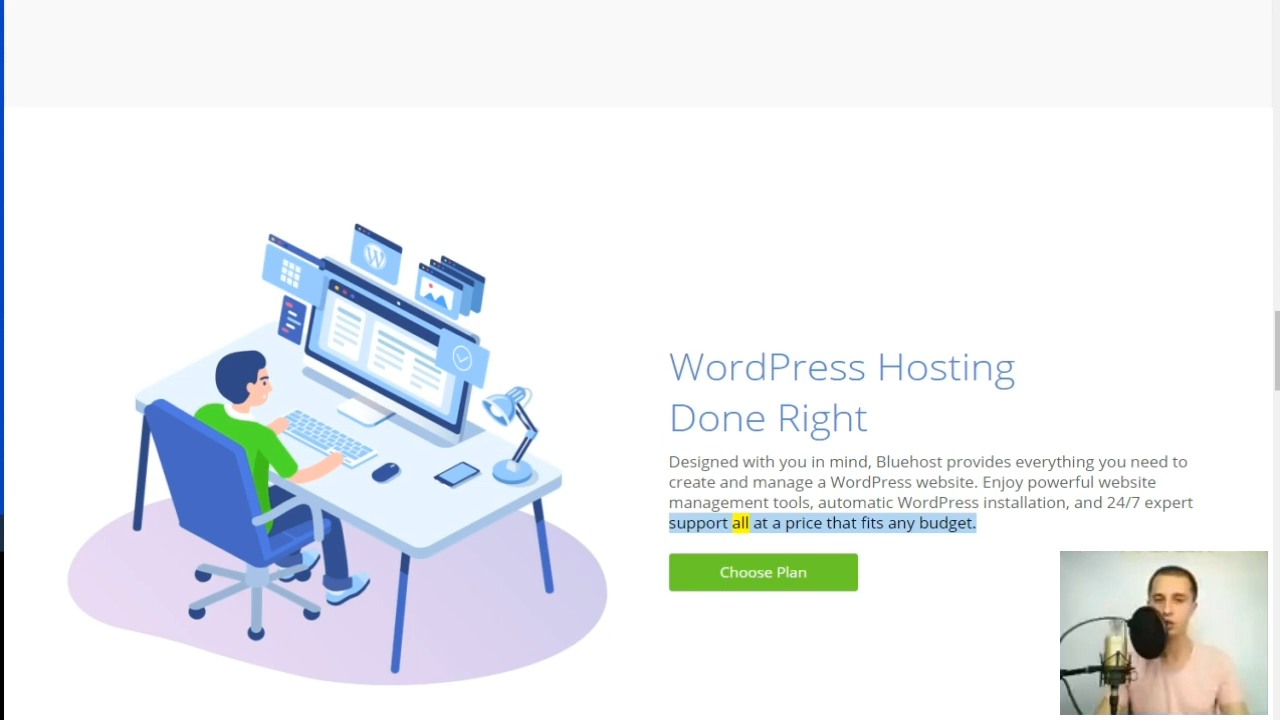 WordPress Hosting
Done Right
Designed with you in mind, Bluehost provides everything you need to
create and manage a WordPress website. Enjoy powerful website
management tools, automatic WordPress installation, and 24/7 expert
support all at a price that fits any budget.
Choose Plan